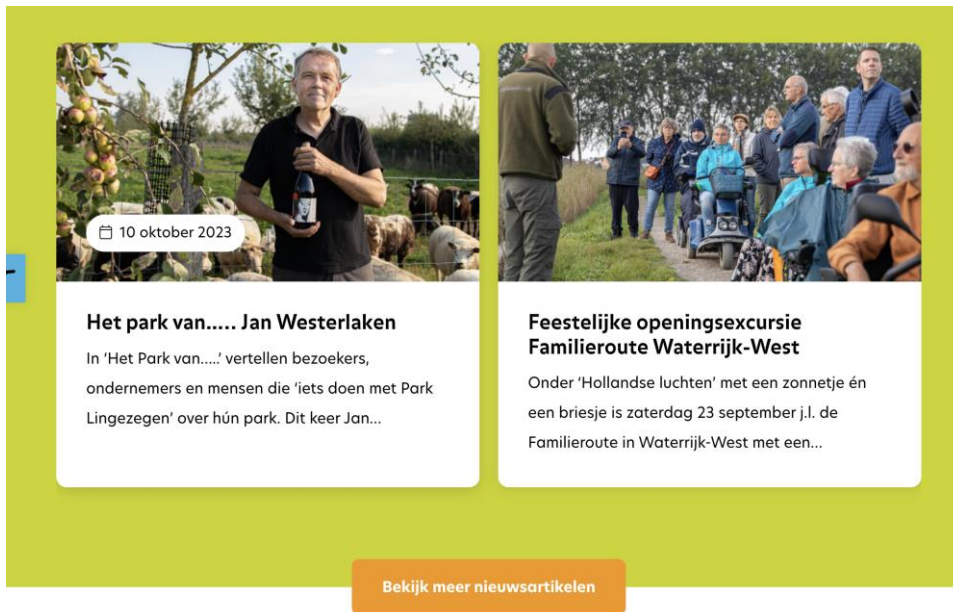 10 oktober 2023
Het park van..... Jan Westerlaken
In ‘Het Park van.....’ vertellen bezoekers,
ondernemers en mensen die ‘iets doen met Park
Lingezegen’ over hún park. Dit keer Jan...
Feestelijke openingsexcursie
Familieroute Waterrijk-West
Onder ‘Hollandse luchten’ met een zonnetje én
een briesje is zaterdag 23 september j.l. de
Familieroute in Waterrijk-West met een...
Bekijk meer nieuwsartikelen